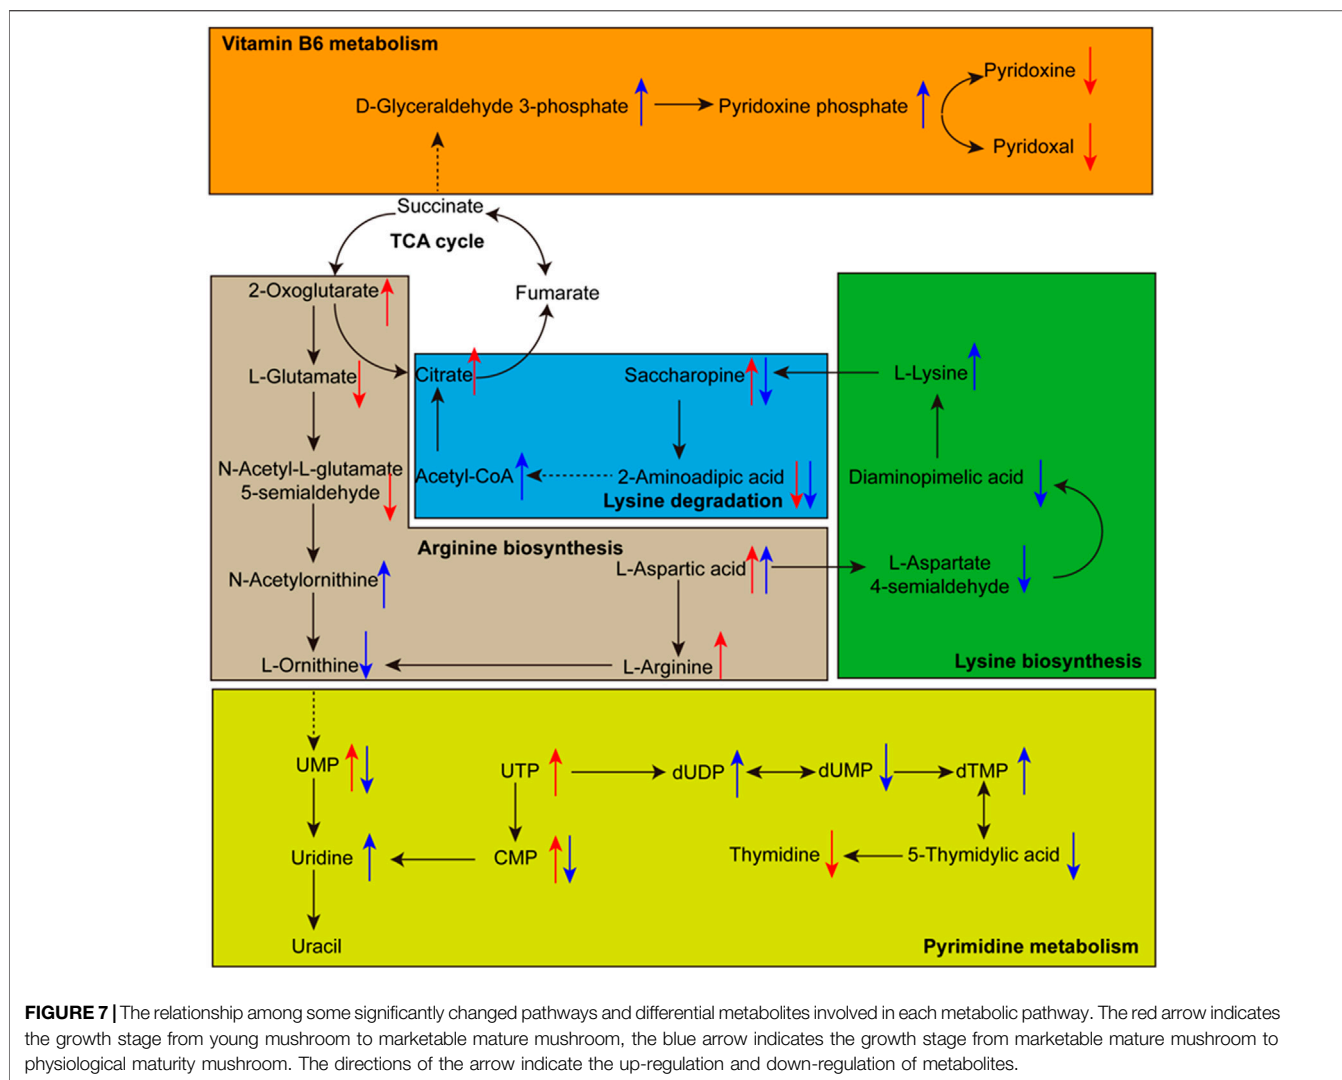 Vitamin B6 metabolism
Pyridoxine
D-Glyceraldehyde 3-phosphate
Pyridoxine phosphate
Pyridoxal
Succinate
TCA cycle
2-Oxoglutarate
Fumarate
L-Glutamate
Citrate
Saccharopine
L-Lysine
N-Acetyl-L-glutamate
5-semialdehyde
Acetyl-CoA
2-Aminoadipic acid
Lysine degradation
Diaminopimelic acid
Arginine biosynthesis
N-Acetylornithine
L-Aspartic acid
L-Aspartate
4-semialdehyde
L-Ornithine
L-Arginine
Lysine biosynthesis
UMP
UTP
dUDP
dUMP
dTMP
Uridine
CMP
Thymidine
5-Thymidylic acid
Uracil
Pyrimidine metabolism
FIGURE 7 | The relationship among some significantly changed pathways and differential metabolites involved in each metabolic pathway. The red arrow indicates
the growth stage from young mushroom to marketable mature mushroom, the blue arrow indicates the growth stage from marketable mature mushroom to
physiological maturity mushroom. The directions of the arrow indicate the up-regulation and down-regulation of metabolites.